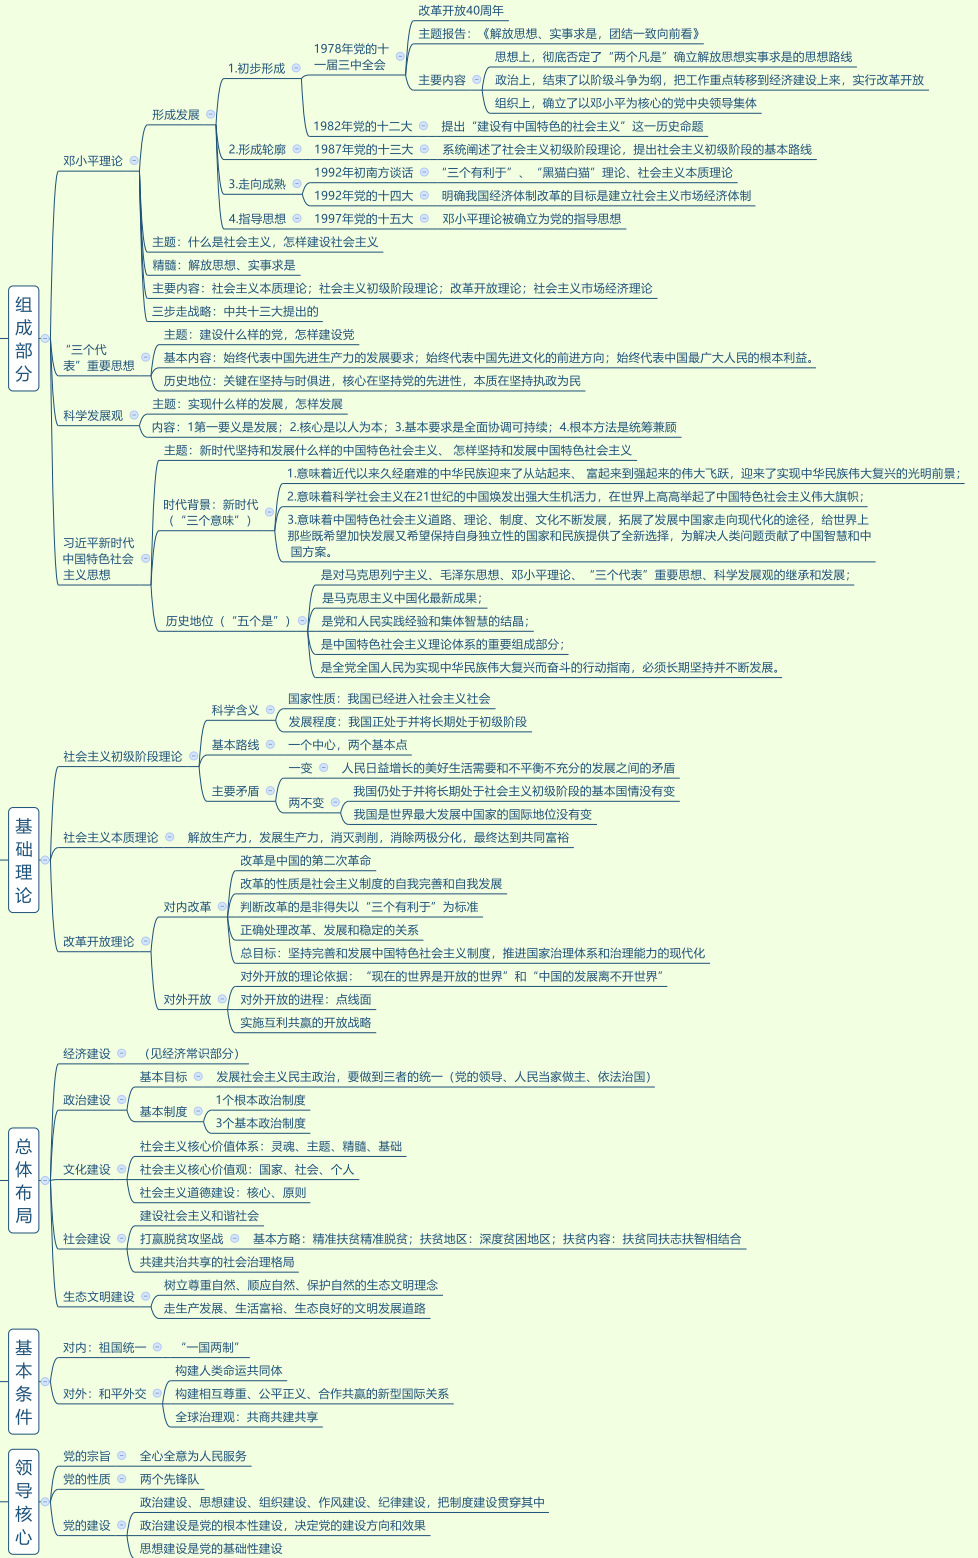 组成部分
邓小平理论
形成发展
1.初步形成
1978年党的十
一届三中全会
改革开放40周年
主题报告：《解放思想、实事求是，团结一致向前看》
主要内容
思想上，彻底否定了“两个凡是”确立解放思想实事求是的思想路线
政治上，结束了以阶级斗争为纲，把工作重点转移到经济建设上来，实行改革开放
组织上，确立了以邓小平为核心的党中央领导集体
1982年党的十二大
提出“建设有中国特色的社会主义”这一历史命题
2.形成轮廓
1987年党的十三大
系统阐述了社会主义初级阶段理论，提出社会主义初级阶段的基本路线
3.走向成熟
1992年初南方谈话
“三个有利于”、“黑猫白猫”理论、社会主义本质理论
1992年党的十四大
明确我国经济体制改革的目标是建立社会主义市场经济体制
4.指导思想
1997年党的十五大
邓小平理论被确立为党的指导思想
主题：什么是社会主义，怎样建设社会主义
精髓：解放思想、实事求是
主要内容：社会主义本质理论；社会主义初级阶段理论；改革开放理论；社会主义市场经济理论
三步走战略：中共十三大提出的
“三个代
表”重要思想
主题：建设什么样的党，怎样建设党
基本内容：始终代表中国先进生产力的发展要求；始终代表中国先进文化的前进方向；始终代表中国最广大人民的根本利益。
历史地位：关键在坚持与时俱进，核心在坚持党的先进性，本质在坚持执政为民
科学发展观
主题：实现什么样的发展，怎样发展
内容：1第一要义是发展；2.核心是以人为本；3.基本要求是全面协调可持续；4.根本方法是统筹兼顾
习近平新时代
中国特色社会
主义思想
主题：新时代坚持和发展什么样的中国特色社会主义、 怎样坚持和发展中国特色社会主义
时代背景：新时代
（“三个意味”）
1.意味着近代以来久经磨难的中华民族迎来了从站起来、 富起来到强起来的伟大飞跃，迎来了实现中华民族伟大复兴的光明前景；
2.意味着科学社会主义在21世纪的中国焕发出强大生机活力，在世界上高高举起了中国特色社会主义伟大旗帜；
3.意味着中国特色社会主义道路、理论、制度、文化不断发展，拓展了发展中国家走向现代化的途径，给世界上
那些既希望加快发展又希望保持自身独立性的国家和民族提供了全新选择，为解决人类问题贡献了中国智慧和中
国方案。
历史地位（“五个是”）
是对马克思列宁主义、毛泽东思想、邓小平理论、“三个代表”重要思想、科学发展观的继承和发展；
是马克思主义中国化最新成果；
是党和人民实践经验和集体智慧的结晶；
是中国特色社会主义理论体系的重要组成部分；
是全党全国人民为实现中华民族伟大复兴而奋斗的行动指南，必须长期坚持并不断发展。
基础理论
社会主义初级阶段理论
科学含义
国家性质：我国已经进入社会主义社会
发展程度：我国正处于并将长期处于初级阶段
基本路线
一个中心，两个基本点
主要矛盾
一变
人民日益增长的美好生活需要和不平衡不充分的发展之间的矛盾
两不变
我国仍处于并将长期处于社会主义初级阶段的基本国情没有变
我国是世界最大发展中国家的国际地位没有变
社会主义本质理论
解放生产力，发展生产力，消灭剥削，消除两极分化，最终达到共同富裕
改革开放理论
对内改革
改革是中国的第二次革命
改革的性质是社会主义制度的自我完善和自我发展
判断改革的是非得失以“三个有利于”为标准
正确处理改革、发展和稳定的关系
总目标：坚持完善和发展中国特色社会主义制度，推进国家治理体系和治理能力的现代化
对外开放
对外开放的理论依据：“现在的世界是开放的世界”和“中国的发展离不开世界”
对外开放的进程：点线面
实施互利共赢的开放战略
总体布局
经济建设
（见经济常识部分）
政治建设
基本目标
发展社会主义民主政治，要做到三者的统一（党的领导、人民当家做主、依法治国）
基本制度
1个根本政治制度
3个基本政治制度
文化建设
社会主义核心价值体系：灵魂、主题、精髓、基础
社会主义核心价值观：国家、社会、个人
社会主义道德建设：核心、原则
社会建设
建设社会主义和谐社会
打赢脱贫攻坚战
基本方略：精准扶贫精准脱贫；扶贫地区：深度贫困地区；扶贫内容：扶贫同扶志扶智相结合
共建共治共享的社会治理格局
生态文明建设
树立尊重自然、顺应自然、保护自然的生态文明理念
走生产发展、生活富裕、生态良好的文明发展道路
基本条件
对内：祖国统一
“一国两制”
对外：和平外交
构建人类命运共同体
构建相互尊重、公平正义、合作共赢的新型国际关系
全球治理观：共商共建共享
领导核心
党的宗旨
全心全意为人民服务
党的性质
两个先锋队
党的建设
政治建设、思想建设、组织建设、作风建设、纪律建设，把制度建设贯穿其中
政治建设是党的根本性建设，决定党的建设方向和效果
思想建设是党的基础性建设